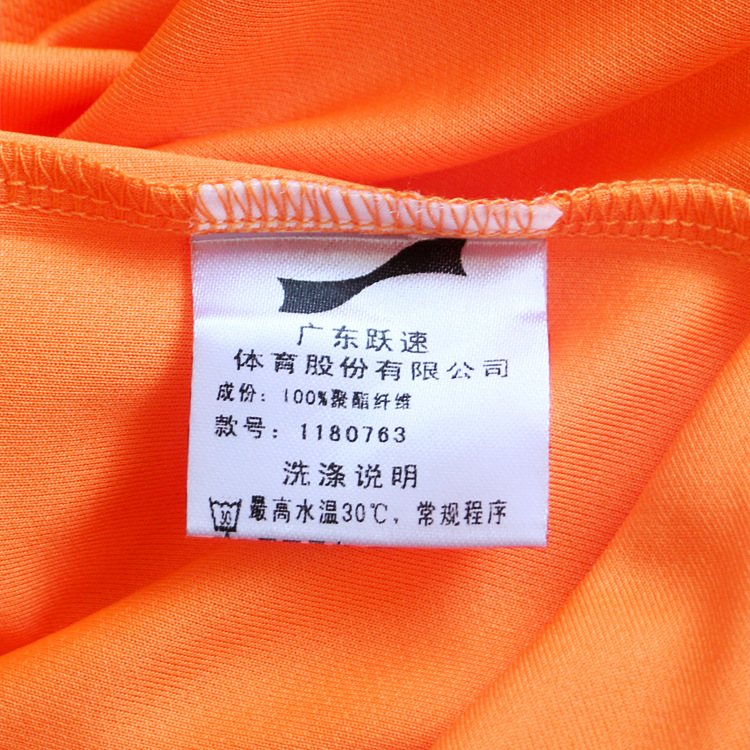 广东跃速
体育股份有限公司
成份：100%聚酯纤维
款号：1180763
洗涤说明
30 最高水温30℃，常规程序